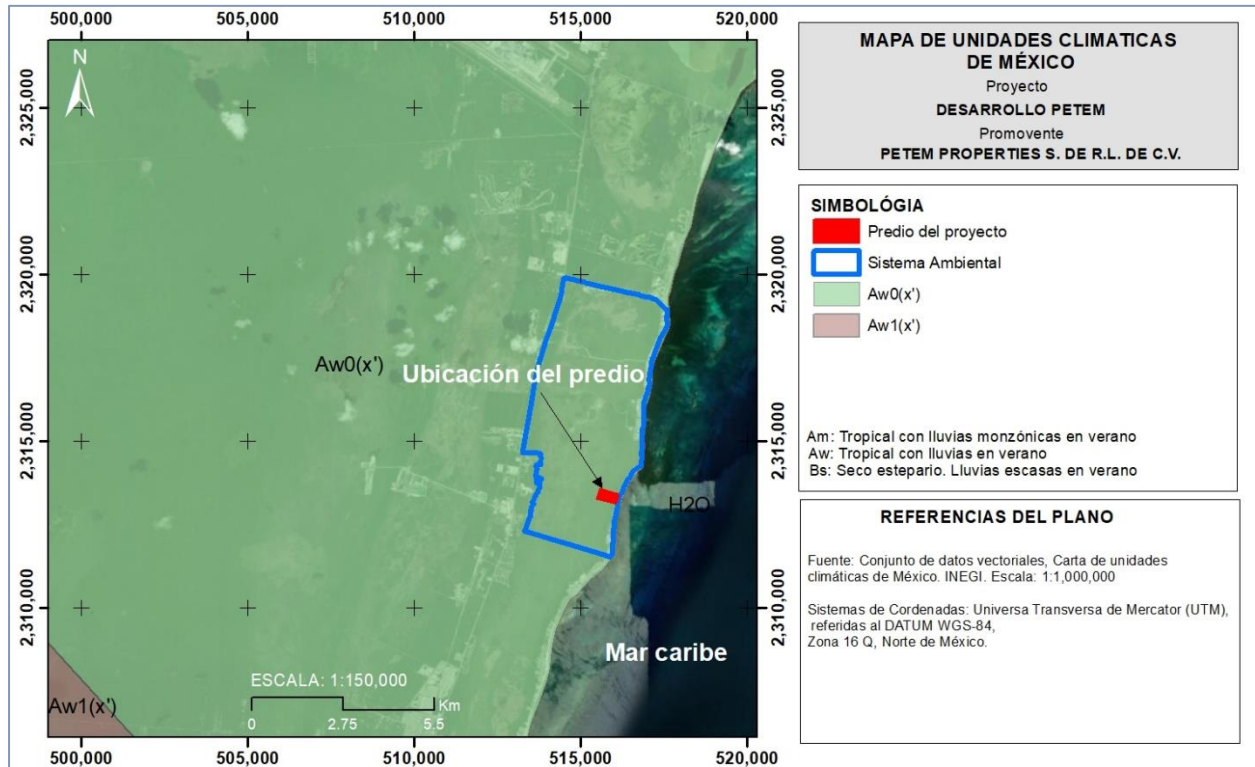 500,000 505,000 510,000 515,000 520,000
N
2,325,000 2,325,000
2,320,000 2,320,000
Aw0(x')
Ubicación del predio
2,315,000 2,315,000
H2O
2,310,000 2,310,000
Mar caribe
ESCALA: 1:150,000
Km
0 2.75 5.5
Aw1(x')
500,000 505,000 510,000 515,000 520,000
MAPA DE UNIDADES CLIMATICAS
DE MÉXICO
Proyecto
DESARROLLO PETEM
Promovente
PETEM PROPERTIES S. DE R.L. DE C.V.
SIMBOLÓGIA
Predio del proyecto
Sistema Ambiental
Aw0(x')
Aw1(x')
Am: Tropical con lluvias monzónicas en verano
Aw: Tropical con lluvias en verano
Bs: Seco estepario. Lluvias escasas en verano
REFERENCIAS DEL PLANO
Fuente: Conjunto de datos vectoriales, Carta de unidades
climáticas de México. INEGI. Escala: 1:1,000,000
Sistemas de Cordenadas: Universa Transversa de Mercator (UTM),
referidas al DATUM WGS-84,
Zona 16 Q, Norte de México.